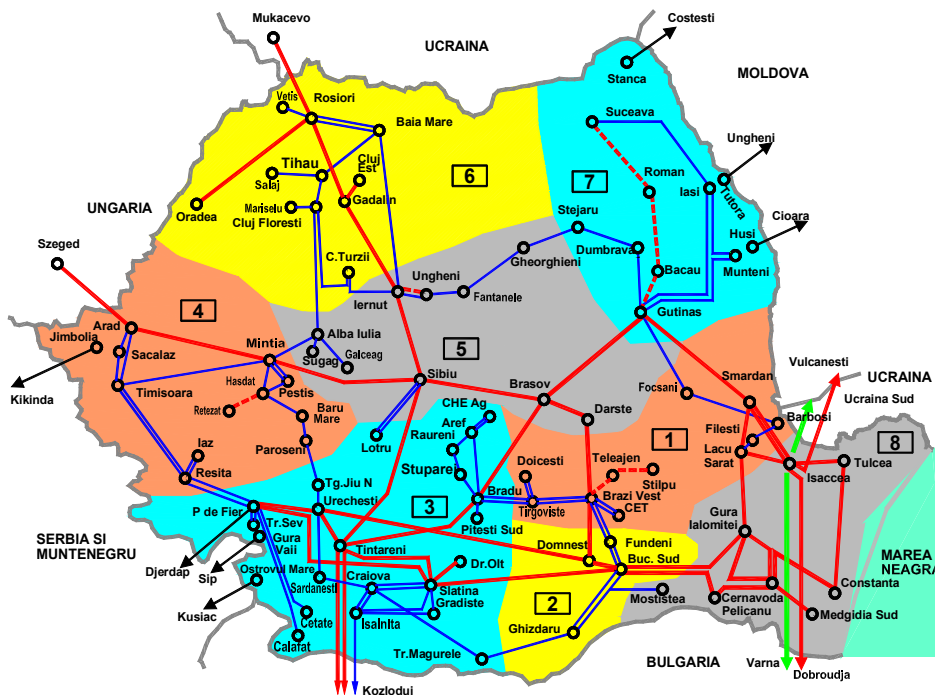 Mukacevo
Costesti
UCRAINA
Stanca
MOLDOVA
Vetis
Rosiori
Suceava
Baia Mare
Ungheni
Tihau
Cluj
Est
Salaj
6
7
Roman
Iasi
Tutora
Mariselu
Gadalin
Cluj Floresti
Oradea
UNGARIA
Stejaru
Cioara
Husi
Szeged
Dumbrava
Munteni
C.Turzii
Ungheni
Gheorghieni
Bacau
Iernut
Fantanele
4
Gutinas
Arad
Jimbolia
Mintia
Alba Iulia
5
Sacalaz
Sugag
Galceag
Vulcanesti
Kikinda
Timisoara
Hasdat
Pestis
Sibiu
Brasov
Focsani
Smardan
UCRAINA
Ucraina Sud
Retezat
Baru
Mare
CHE Ag
Darste
Barbosi
Iaz
Paroseni
Lotru
Aref
Raureni
1
Filesti
Lacu
Sarat
8
Stuparei
Doicesti
Teleajen
Stilpu
Tulcea
Resita
Tg.Jiu N
Isaccea
Urechesti
3
Bradu
Brazi Vest
P de Fier
Pitesti Sud
Tirgoviste
CET
Gura
Ialomitei
SERBIA SI
MUNTENEGRU
Tr.Sev
Gura
Vaii
Tintareni
Domnest
Fundeni
Djerdap
Sip
Dr.Olt
Buc. Sud
MAREA
NEAGRA
Ostrovul Mare
Sardanesti
Craiova
Slatina
Gradiste
Mostistea
Cernavoda
Pelicanu
Constanta
Kusiac
Cetate
Isalnita
2
Medgidia Sud
Calafat
Ghizdaru
Tr.Magurele
BULGARIA
Varna
Dobroudja
Kozlodui